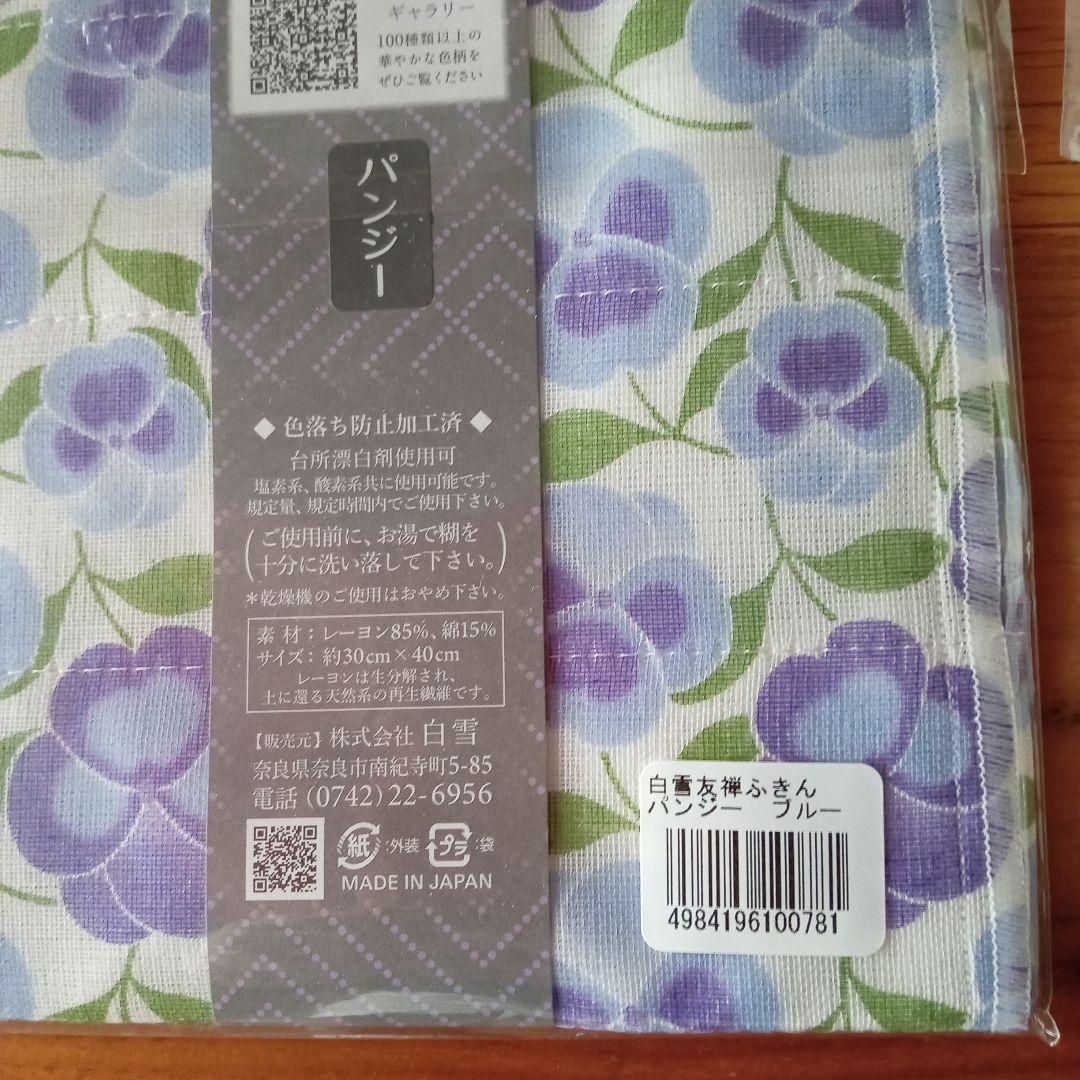 ギャラリー
100種類以上の
華やかな色柄を
ぜひご覧ください
パンジー
◆ 色落ち防止加工済 ◆
台所漂白剤使用可
塩素系、酸素系共に使用可能です。
規定量、規定時間内でご使用下さい。
(ご使用前に、お湯で糊を
十分に洗い落して下さい。)
*乾燥機のご使用はおやめ下さい。
素材:レーヨン85%、綿15%
サイズ:約30cm×40cm
レーヨンは生分解され、
土に還る天然系の再生繊維です。
【販売元】株式会社 白雪
奈良県奈良市南紀寺町5-85
電話 (0742) 22-6956
紙:外装 プラ:袋
MADE IN JAPAN
白雪友禅ふきん
パンジー ブルー
4984196100781